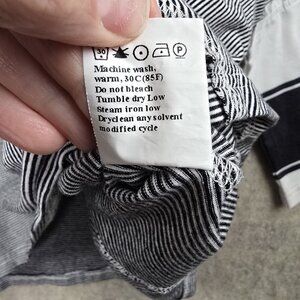 30 P
Machine wash,
warm, 30C(85F)
Do not bleach
Tumble dry Low
Steam iron low
Dryclean any solvent
modified cycle